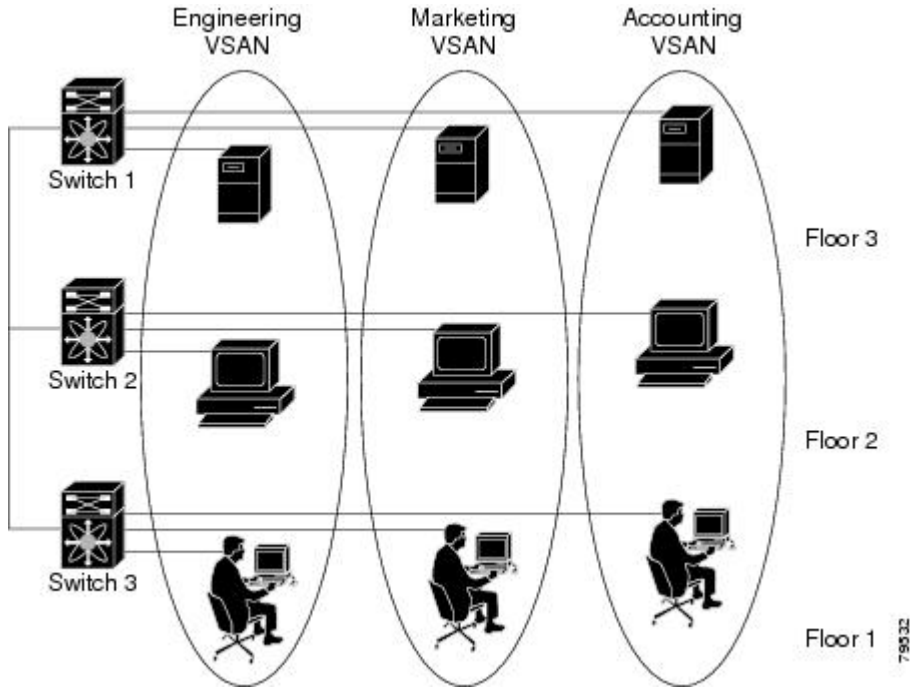 Engineering
VSAN
Marketing
VSAN
Accounting
VSAN
Switch 1
Floor 3
Switch 2
Floor 2
Switch 3
Floor 1
79532